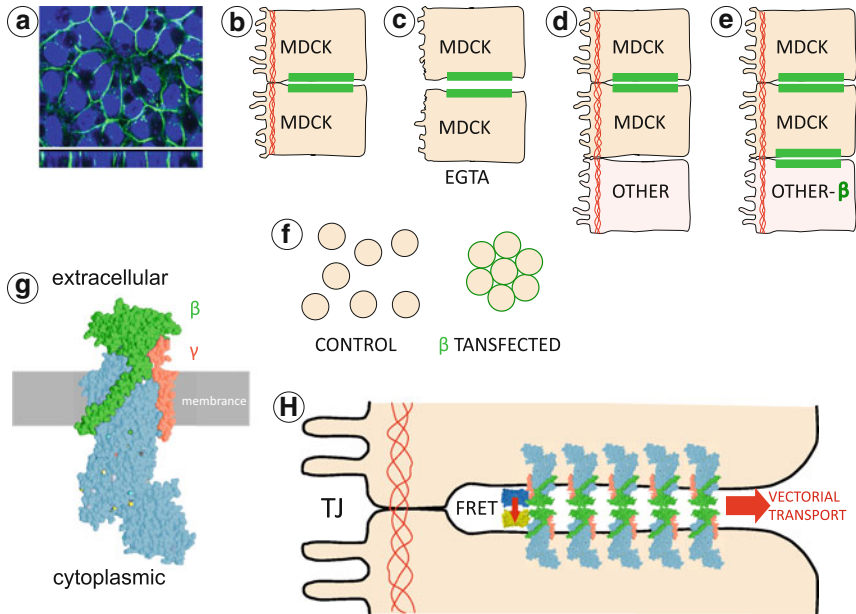 a
b
MDCK
MDCK
c
MDCK
MDCK
EGTA
d
MDCK
MDCK
OTHER
e
MDCK
MDCK
OTHER-β
f
CONTROL
β TANSFECTED
g
extracellular
β
γ
membrance
cytoplasmic
H
TJ
FRET
VECTORIAL
TRANSPORT